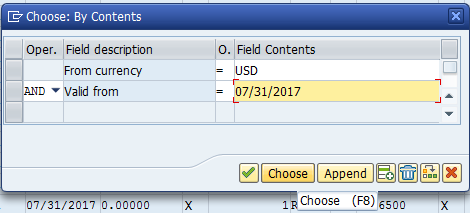 Choose: By Contents
Oper. Field description O. Field Contents
From currency = USD
AND Valid from = 07/31/2017
Choose Append
Choose (F8)
07/31/2017 0.00000 X 1 6500 X